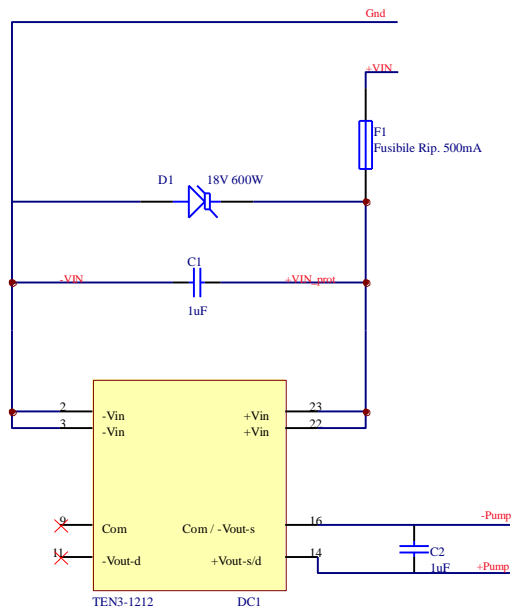 Gnd
+VIN
F1
Fusibile Rip. 500mA
D1 18V 600W
C1
-VIN +VIN_prot
1uF
2 -Vin +Vin 23
3 -Vin +Vin 22
9 Com Com / -Vout-s 16 -Pump
11 -Vout-d +Vout-s/d 14
C2
1uF +Pump
TEN3-1212 DC1